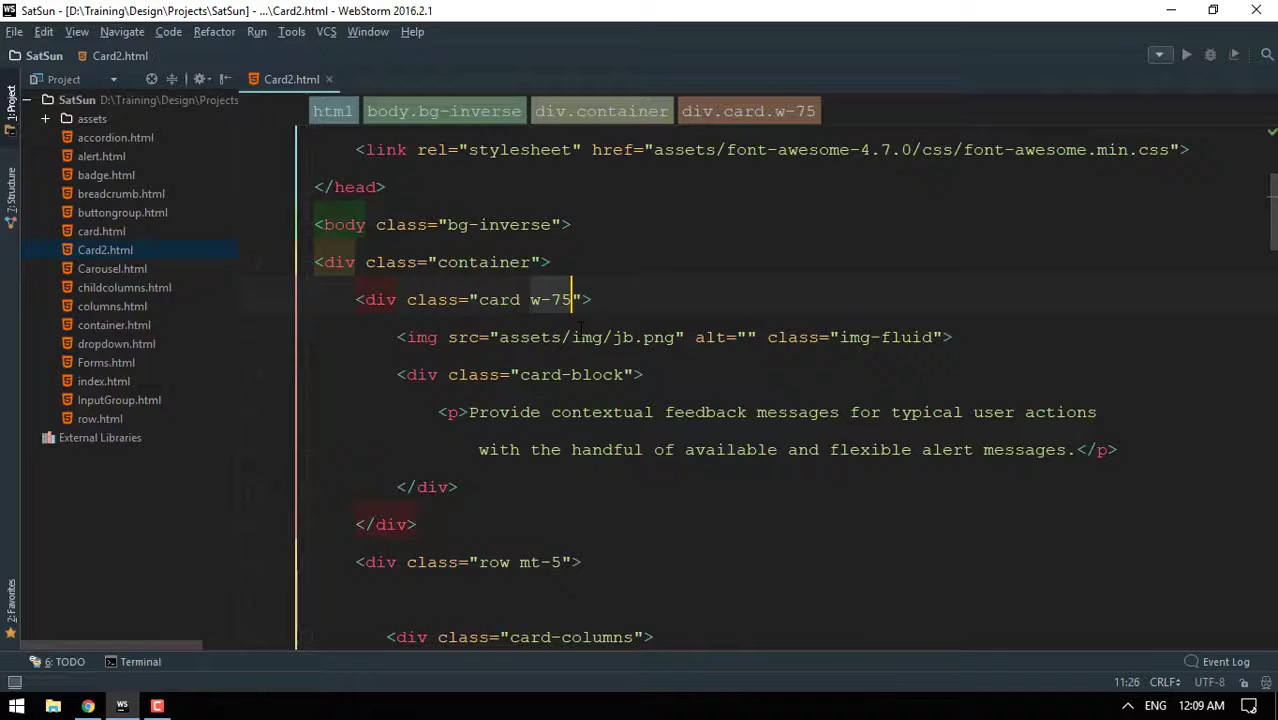 WS SatSun - [D:\Training\Design\Projects\SatSun] - ...\Card2.html - WebStorm 2016.2.1
File Edit View Navigate Code Refactor Run Tools VCS Window Help
SatSun Card2.html
Project Card2.html
1: Project
7: Structure
2: Favorites
SatSun D:\Training\Design\Projects
assets
accordion.html
alert.html
badge.html
breadcrumb.html
buttongroup.html
card.html
Card2.html
Carousel.html
childcolumns.html
columns.html
container.html
dropdown.html
Forms.html
index.html
InputGroup.html
row.html
External Libraries
html body.bg-inverse div.container div.card.w-75
<link rel="stylesheet" href="assets/font-awesome-4.7.0/css/font-awesome.min.css">
</head>
<body class="bg-inverse">
<div class="container">
<div class="card w-75">
<img src="assets/img/jb.png" alt="" class="img-fluid">
<div class="card-block">
<p>Provide contextual feedback messages for typical user actions
with the handful of available and flexible alert messages.</p>
</div>
</div>
<div class="row mt-5">
<div class="card-columns">
6: TODO Terminal Event Log
11:26 CRLF UTF-8
WS C ENG 12:09 AM